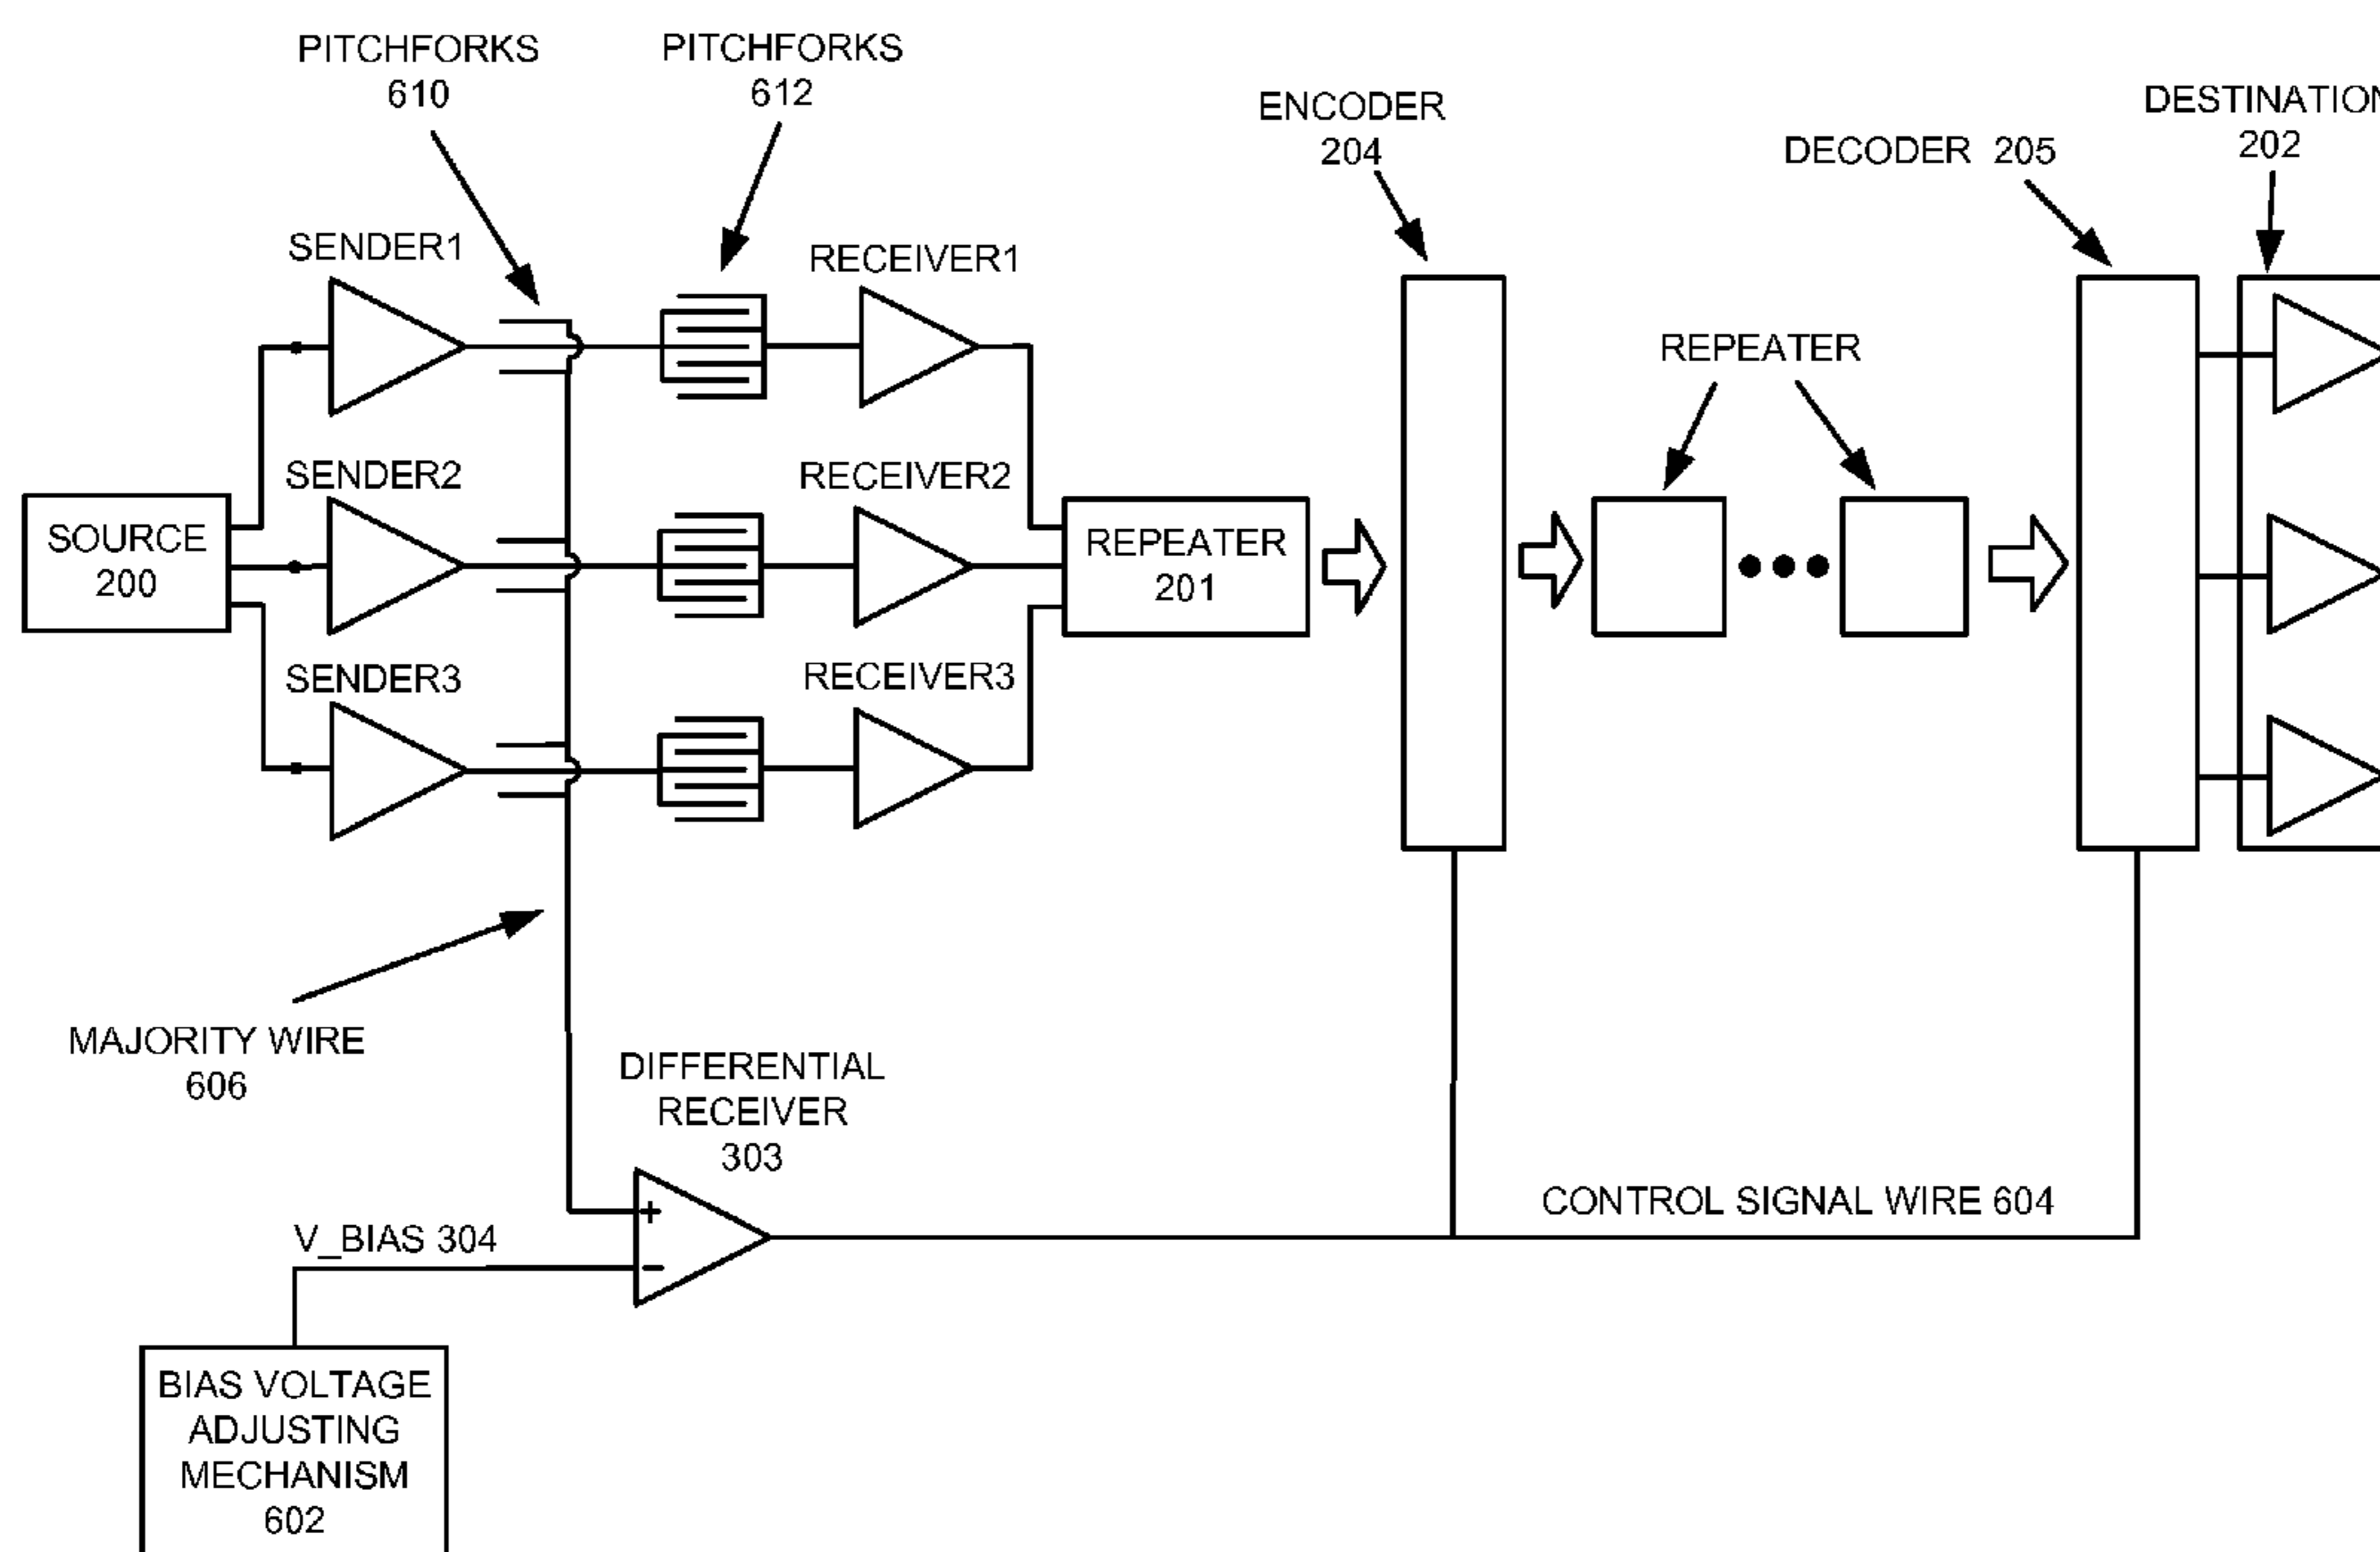 PITCHFORKS
610
PITCHFORKS
612
ENCODER
204
DECODER 205
DESTINATION
202
SENDER1
RECEIVER1
REPEATER
SENDER2
RECEIVER2
SOURCE
200
REPEATER
201
SENDER3
RECEIVER3
MAJORITY WIRE
606
DIFFERENTIAL
RECEIVER
303
+
−
V_BIAS 304
CONTROL SIGNAL WIRE 604
BIAS VOLTAGE
ADJUSTING
MECHANISM
602